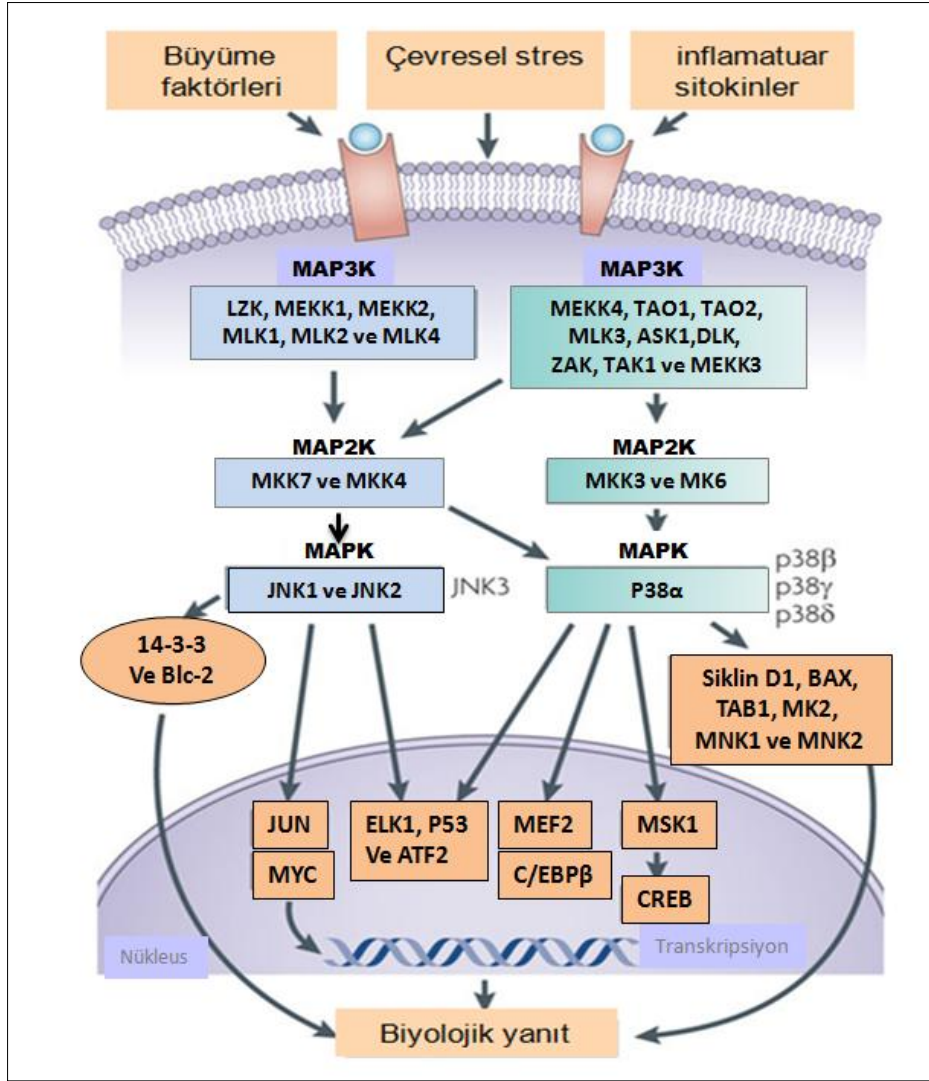 Büyüme
faktörleri
Çevresel stres
inflamatuar
sitokinler
MAP3K
LZK, MEKK1, MEKK2,
MLK1, MLK2 ve MLK4
MAP3K
MEKK4, TAO1, TAO2,
MLK3, ASK1,DLK,
ZAK, TAK1 ve MEKK3
MAP2K
MKK7 ve MKK4
MAP2K
MKK3 ve MK6
MAPK
JNK1 ve JNK2
JNK3
MAPK
P38α
p38β
p38γ
p38δ
14-3-3
Ve Blc-2
Siklin D1, BAX,
TAB1, MK2,
MNK1 ve MNK2
JUN
MYC
ELK1, P53
Ve ATF2
MEF2
C/EBPβ
MSK1
CREB
Nükleus
Transkripsiyon
Biyolojik yanıt